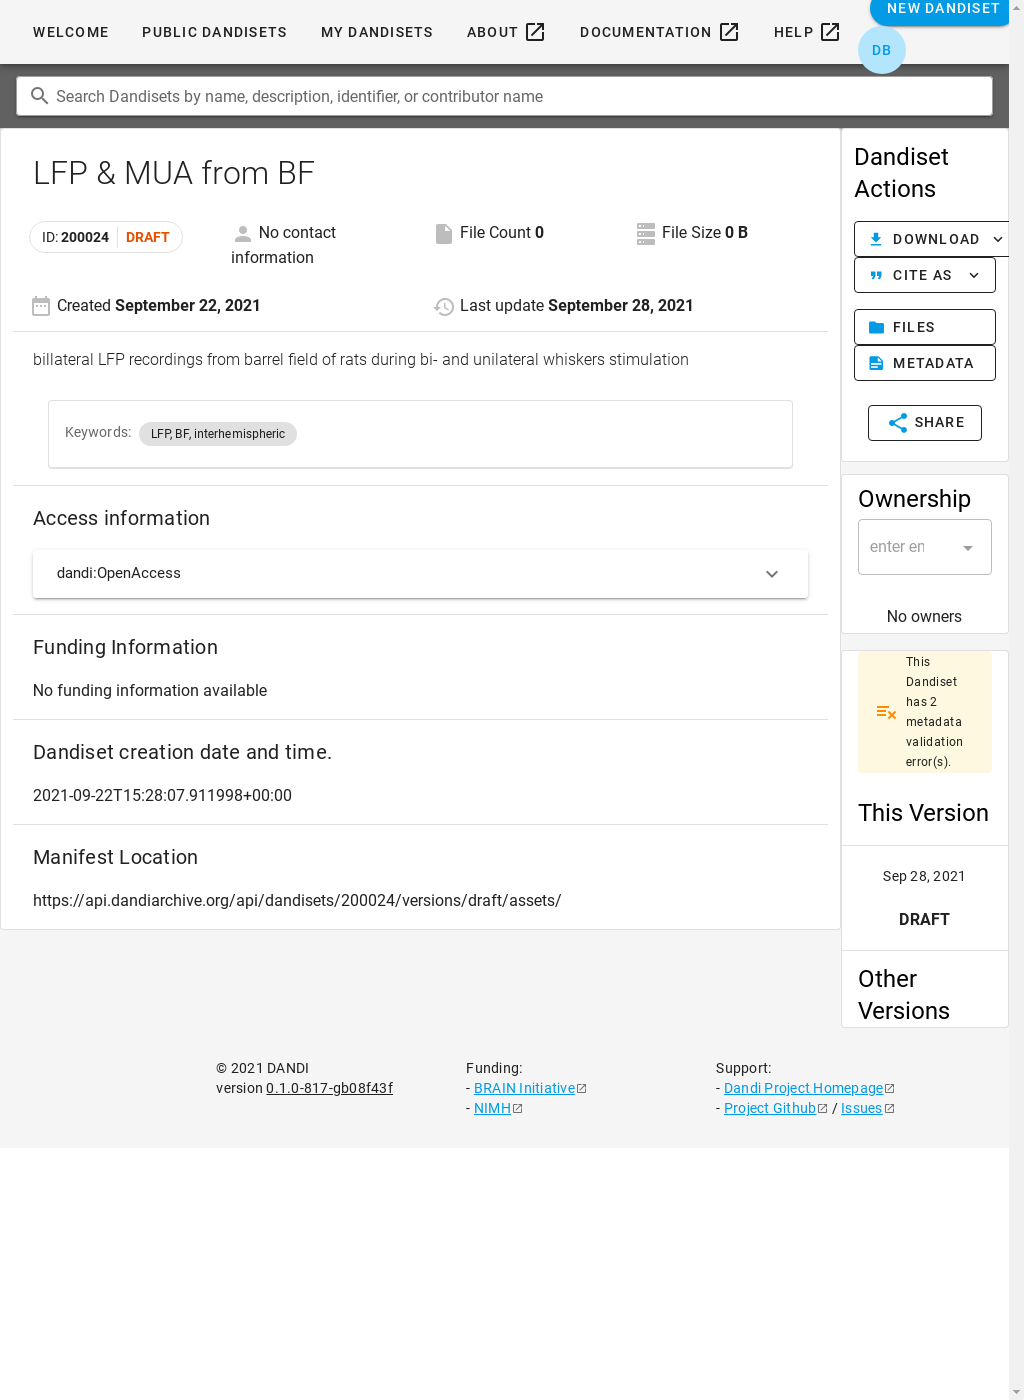 WELCOME
PUBLIC DANDISETS
MY DANDISETS
ABOUT
DOCUMENTATION
HELP
NEW DANDISET
DB
Search Dandisets by name, description, identifier, or contributor name
LFP & MUA from BF
ID: 200024 DRAFT
No contact
information
File Count 0
File Size 0 B
Created September 22, 2021
Last update September 28, 2021
billateral LFP recordings from barrel field of rats during bi- and unilateral whiskers stimulation
Keywords: LFP, BF, interhemispheric
Access information
dandi:OpenAccess
Funding Information
No funding information available
Dandiset creation date and time.
2021-09-22T15:28:07.911998+00:00
Manifest Location
https://api.dandiarchive.org/api/dandisets/200024/versions/draft/assets/
Dandiset
Actions
DOWNLOAD
CITE AS
FILES
METADATA
SHARE
Ownership
enter en
No owners
This
Dandiset
has 2
metadata
validation
error(s).
This Version
Sep 28, 2021
DRAFT
Other
Versions
© 2021 DANDI
version 0.1.0-817-gb08f43f
Funding:
- BRAIN Initiative
- NIMH
Support:
- Dandi Project Homepage
- Project Github / Issues